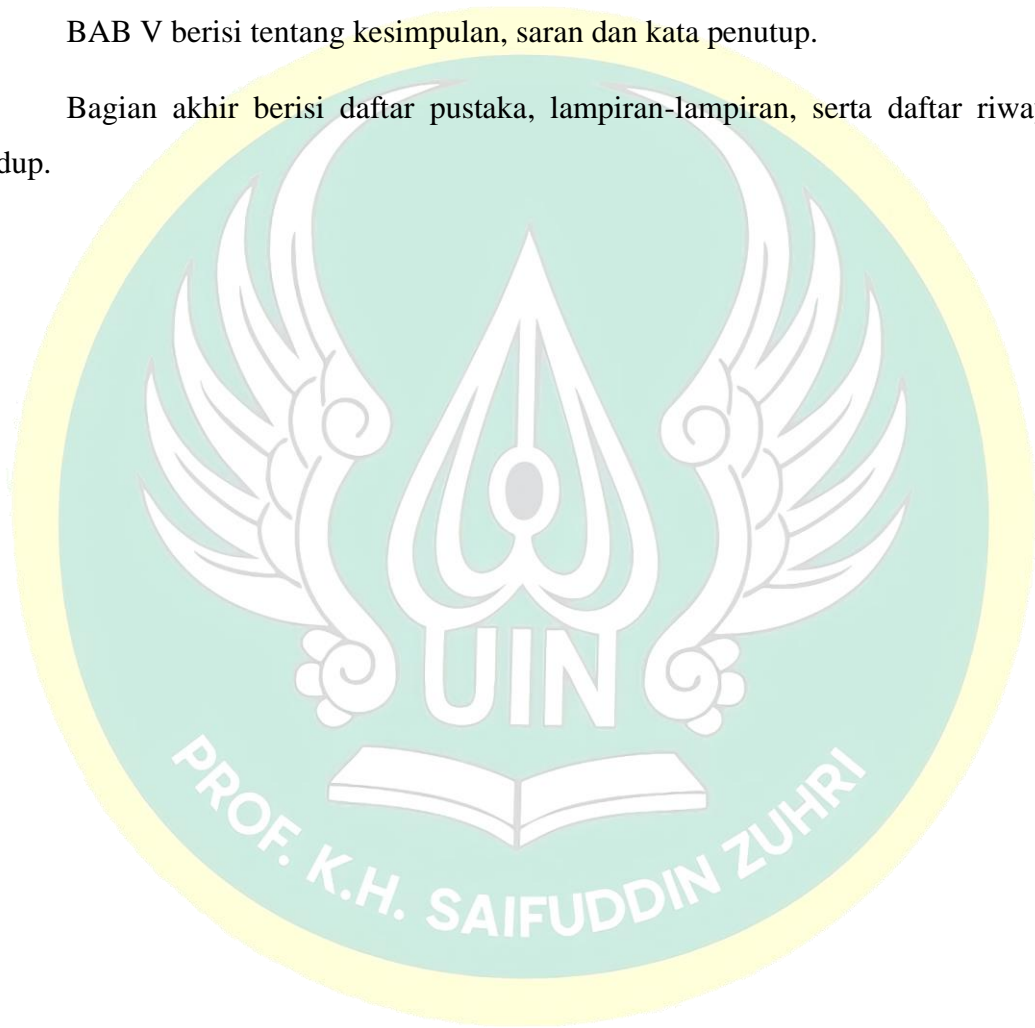 BAB V berisi tentang kesimpulan, saran dan kata penutup.
Bagian akhir berisi daftar pustaka, lampiran-lampiran, serta daftar riwa
dup.
UIN
PROF. K.H. SAIFUDDIN ZUHRI